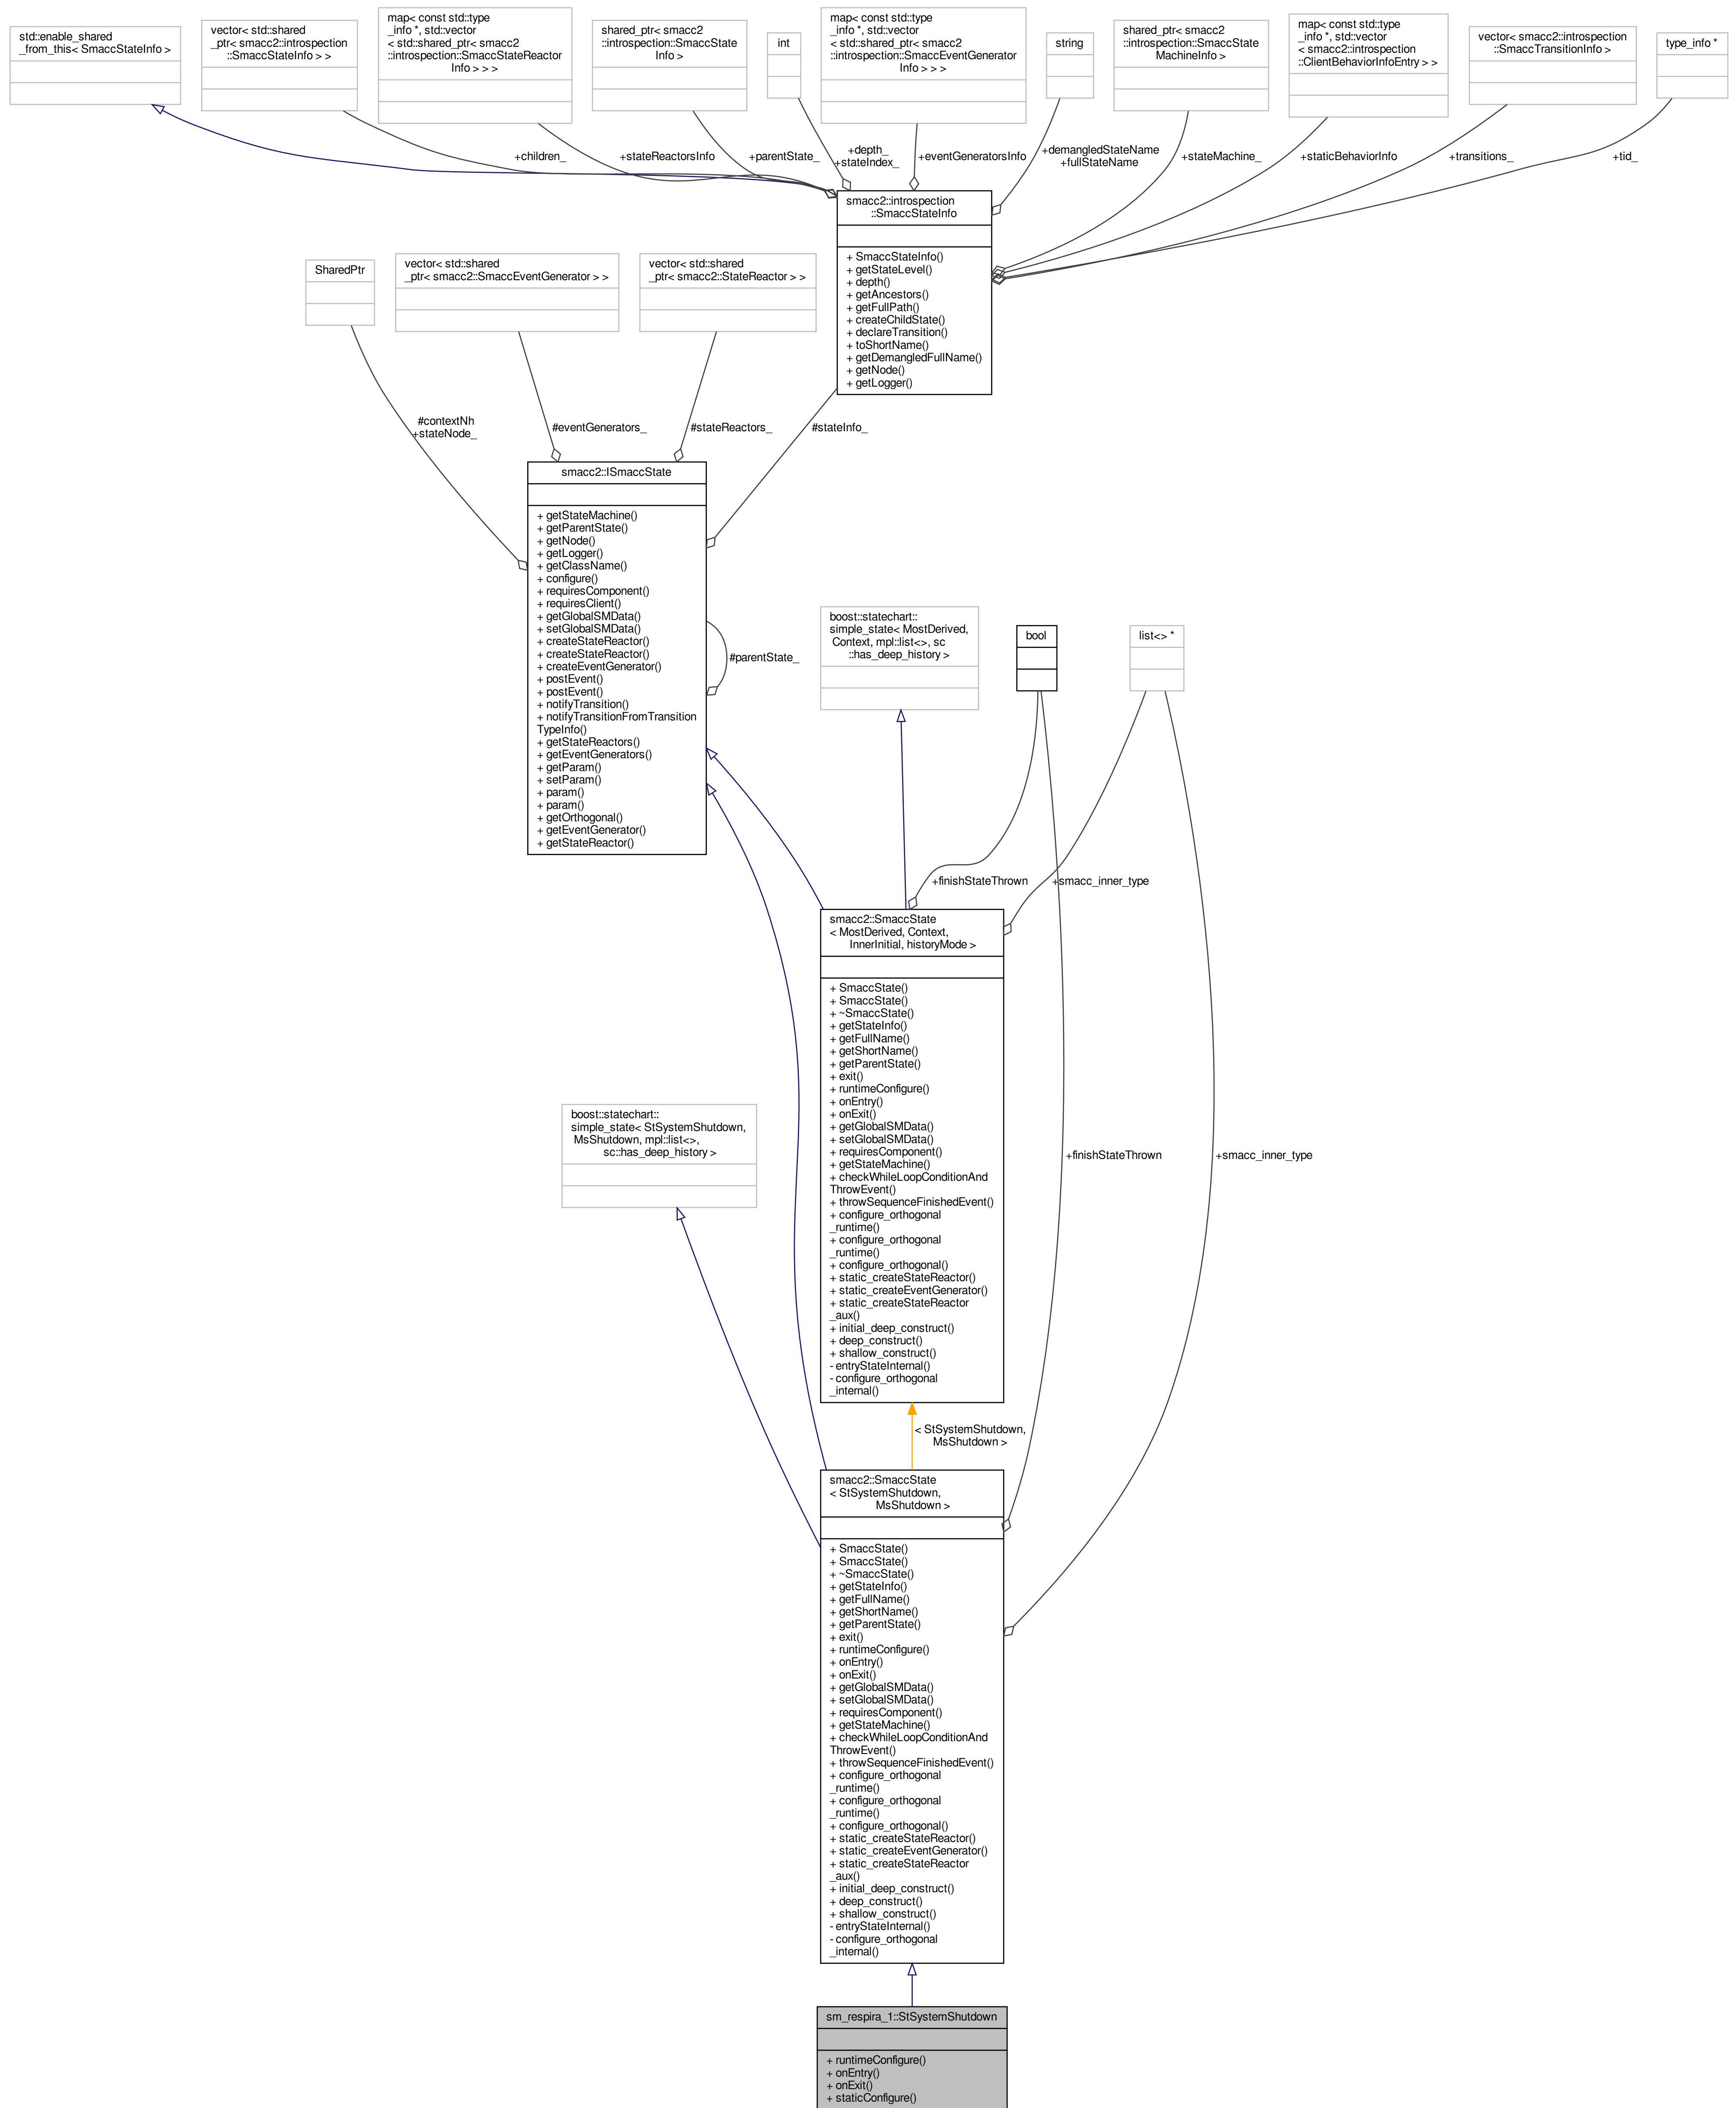 std::enable_shared
_from_this< SmaccStateInfo >
vector< std::shared
_ptr< smacc2::introspection
::SmaccStateInfo > >
map< const std::type
_info *, std::vector
< std::shared_ptr< smacc2
::introspection::SmaccStateReactor
Info > > >
shared_ptr< smacc2
::introspection::SmaccState
Info >
int
map< const std::type
_info *, std::vector
< std::shared_ptr< smacc2
::introspection::SmaccEventGenerator
Info > > >
string
shared_ptr< smacc2
::introspection::SmaccState
MachineInfo >
map< const std::type
_info *, std::vector
< smacc2::introspection
::ClientBehaviorInfoEntry > >
vector< smacc2::introspection
::SmaccTransitionInfo >
type_info *
+children_
+stateReactorsInfo
+parentState_
+depth_
+stateIndex_
+eventGeneratorsInfo
+demangledStateName
+fullStateName
+stateMachine_
+staticBehaviorInfo
+transitions_
+tid_
smacc2::introspection
::SmaccStateInfo
+ SmaccStateInfo()
+ getStateLevel()
+ depth()
+ getAncestors()
+ getFullPath()
+ createChildState()
+ declareTransition()
+ toShortName()
+ getDemangledFullName()
+ getNode()
+ getLogger()
SharedPtr
vector< std::shared
_ptr< smacc2::SmaccEventGenerator > >
vector< std::shared
_ptr< smacc2::StateReactor > >
#contextNh
+stateNode_
#eventGenerators_
#stateReactors_
#stateInfo_
smacc2::ISmaccState
+ getStateMachine()
+ getParentState()
+ getNode()
+ getLogger()
+ getClassName()
+ configure()
+ requiresComponent()
+ requiresClient()
+ getGlobalSMData()
+ setGlobalSMData()
+ createStateReactor()
+ createStateReactor()
+ createEventGenerator()
+ postEvent()
+ postEvent()
+ notifyTransition()
+ notifyTransitionFromTransition
TypeInfo()
+ getStateReactors()
+ getEventGenerators()
+ getParam()
+ setParam()
+ param()
+ param()
+ getOrthogonal()
+ getEventGenerator()
+ getStateReactor()
#parentState_
boost::statechart::
simple_state< MostDerived,
Context, mpl::list<>, sc
::has_deep_history >
bool
list<> *
+finishStateThrown
+smacc_inner_type
smacc2::SmaccState
< MostDerived, Context,
InnerInitial, historyMode >
+ SmaccState()
+ SmaccState()
+ ~SmaccState()
+ getStateInfo()
+ getFullName()
+ getShortName()
+ getParentState()
+ exit()
+ runtimeConfigure()
+ onEntry()
+ onExit()
+ getGlobalSMData()
+ setGlobalSMData()
+ requiresComponent()
+ getStateMachine()
+ checkWhileLoopConditionAnd
ThrowEvent()
+ throwSequenceFinishedEvent()
+ configure_orthogonal
_runtime()
+ configure_orthogonal
_runtime()
+ configure_orthogonal()
+ static_createStateReactor()
+ static_createEventGenerator()
+ static_createStateReactor
_aux()
+ initial_deep_construct()
+ deep_construct()
+ shallow_construct()
- entryStateInternal()
- configure_orthogonal
_internal()
boost::statechart::
simple_state< StSystemShutdown,
MsShutdown, mpl::list<>,
sc::has_deep_history >
+finishStateThrown
+smacc_inner_type
< StSystemShutdown,
MsShutdown >
smacc2::SmaccState
< StSystemShutdown,
MsShutdown >
+ SmaccState()
+ SmaccState()
+ ~SmaccState()
+ getStateInfo()
+ getFullName()
+ getShortName()
+ getParentState()
+ exit()
+ runtimeConfigure()
+ onEntry()
+ onExit()
+ getGlobalSMData()
+ setGlobalSMData()
+ requiresComponent()
+ getStateMachine()
+ checkWhileLoopConditionAnd
ThrowEvent()
+ throwSequenceFinishedEvent()
+ configure_orthogonal
_runtime()
+ configure_orthogonal
_runtime()
+ configure_orthogonal()
+ static_createStateReactor()
+ static_createEventGenerator()
+ static_createStateReactor
_aux()
+ initial_deep_construct()
+ deep_construct()
+ shallow_construct()
- entryStateInternal()
- configure_orthogonal
_internal()
sm_respira_1::StSystemShutdown
+ runtimeConfigure()
+ onEntry()
+ onExit()
+ staticConfigure()